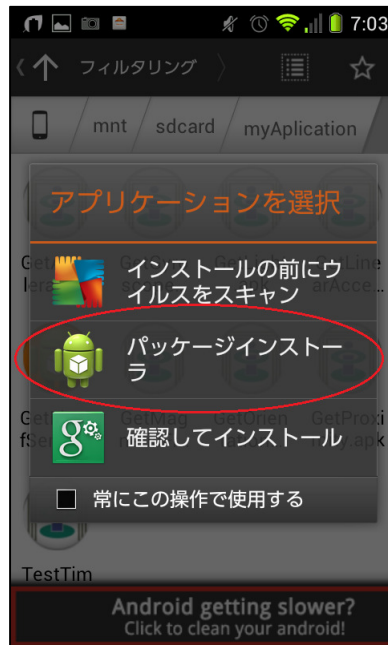 7:03
フィルタリング
mnt
sdcard
myAplication
アプリケーションを選択
インストールの前にウ
イルスをスキャン
パッケージインストー
ラ
確認してインストール
常にこの操作で使用する
TestTim
Android getting slower?
Click to clean your android!